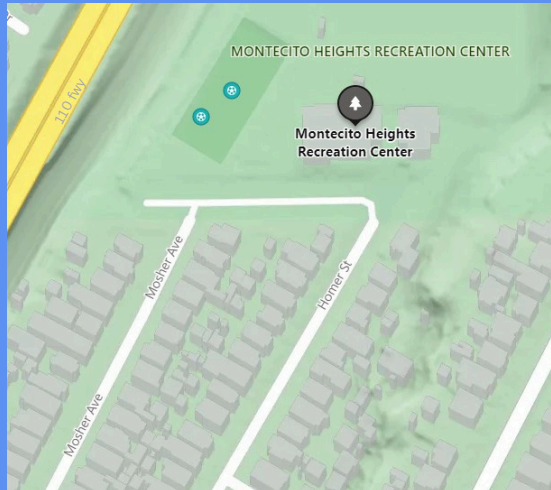 MONTECITO HEIGHTS RECREATION CENTER
110 fwy
Montecito Heights
Recreation Center
Mosher Ave
Homer St
Mosher Ave